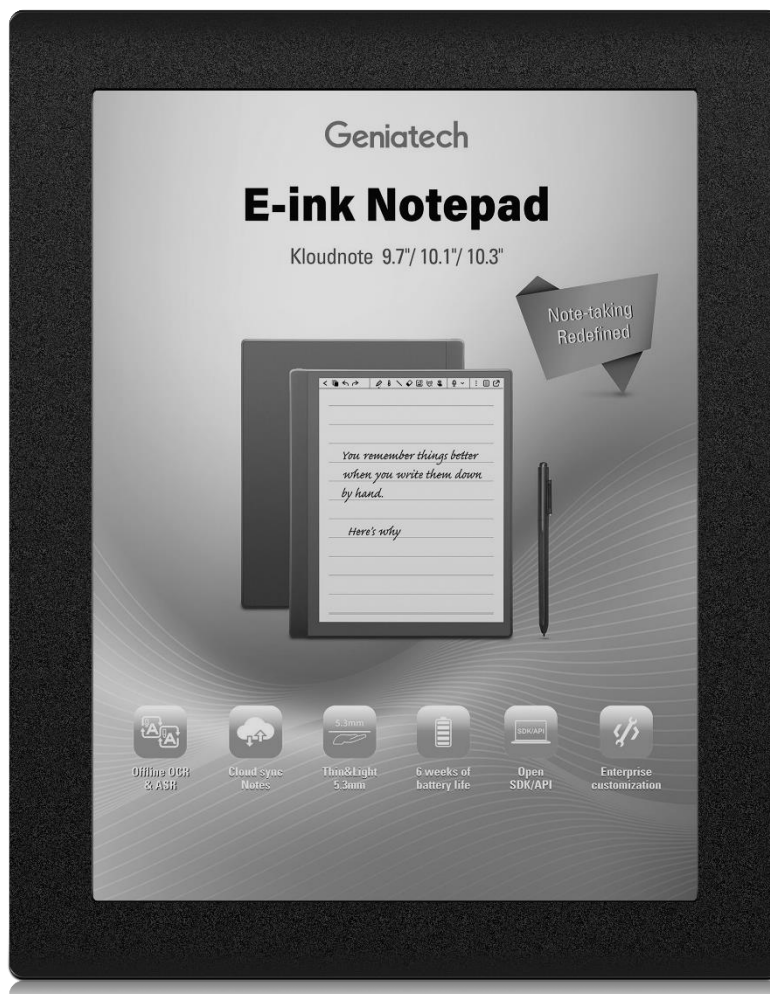 Geniatech
E-ink Notepad
Kloudnote 9.7"/ 10.1"/ 10.3"
Note-taking
Redefined
You remember things better
when you write them down
by hand.
Here's why
5.3mm
SDK/API
Offline OCR
& ASR
Cloud sync
Notes
Thin&Light
5.3mm
6 weeks of
battery life
Open
SDK/API
Enterprise
customization